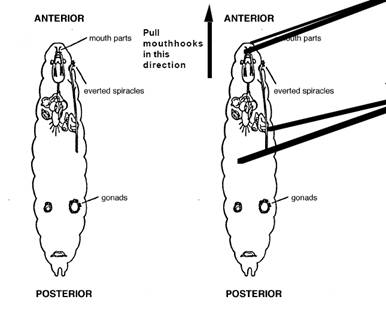 ANTERIOR
mouth parts
everted spiracles
gonads
POSTERIOR
Pull
mouthhooks
in this
direction
ANTERIOR
mouth parts
everted spiracles
gonads
POSTERIOR